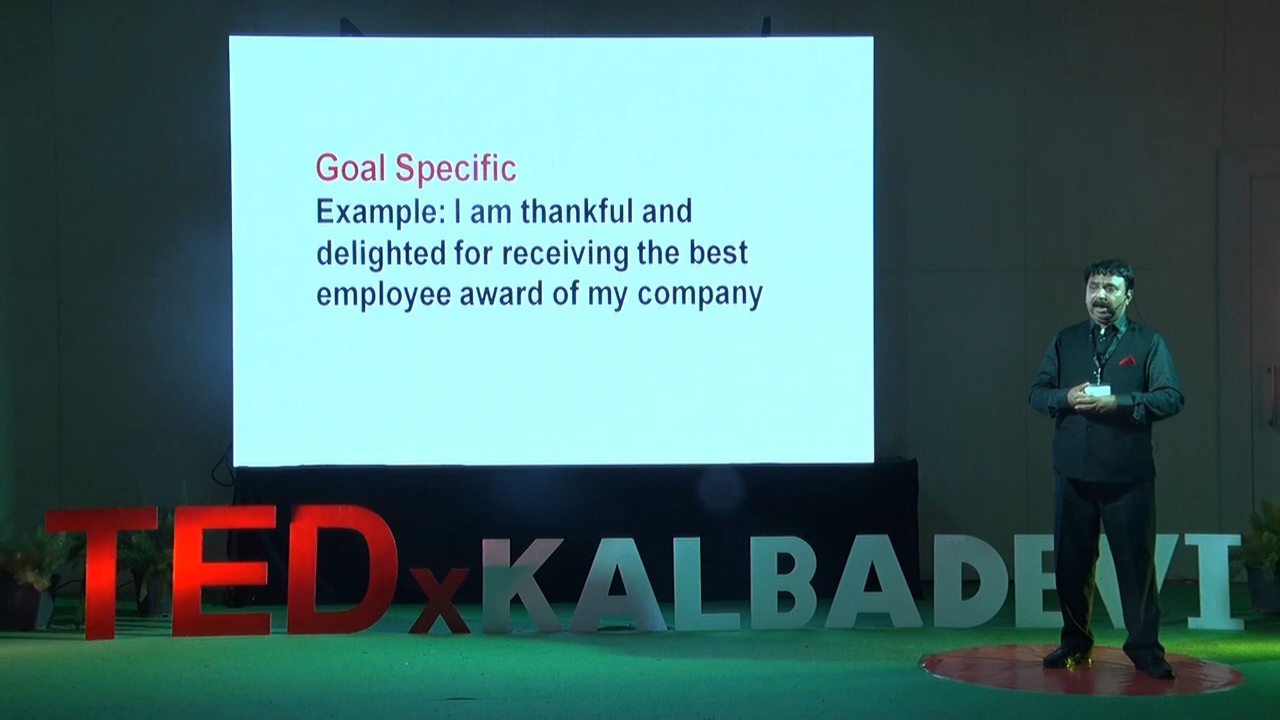 Goal Specific
Example: I am thankful and
delighted for receiving the best
employee award of my company
TEDxKALBADEVI